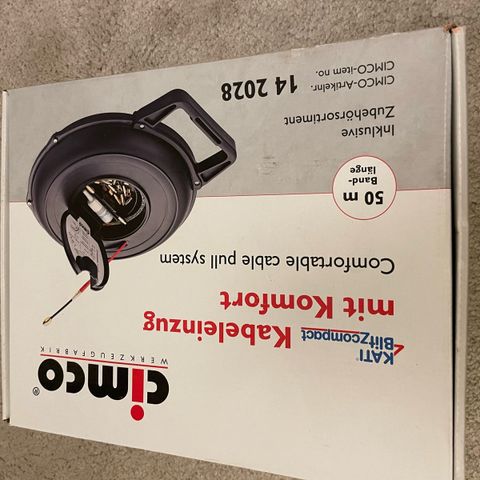 cimco®
WERKZEUGFABRIK
KATI®
Blitzcompact Kabeleinzug
mit Komfort
Comfortable cable pull system
50 m
Band-
länge
Inklusive
Zubehörsortiment
CIMCO-Artikelnr.
CIMCO-item no. 14 2028